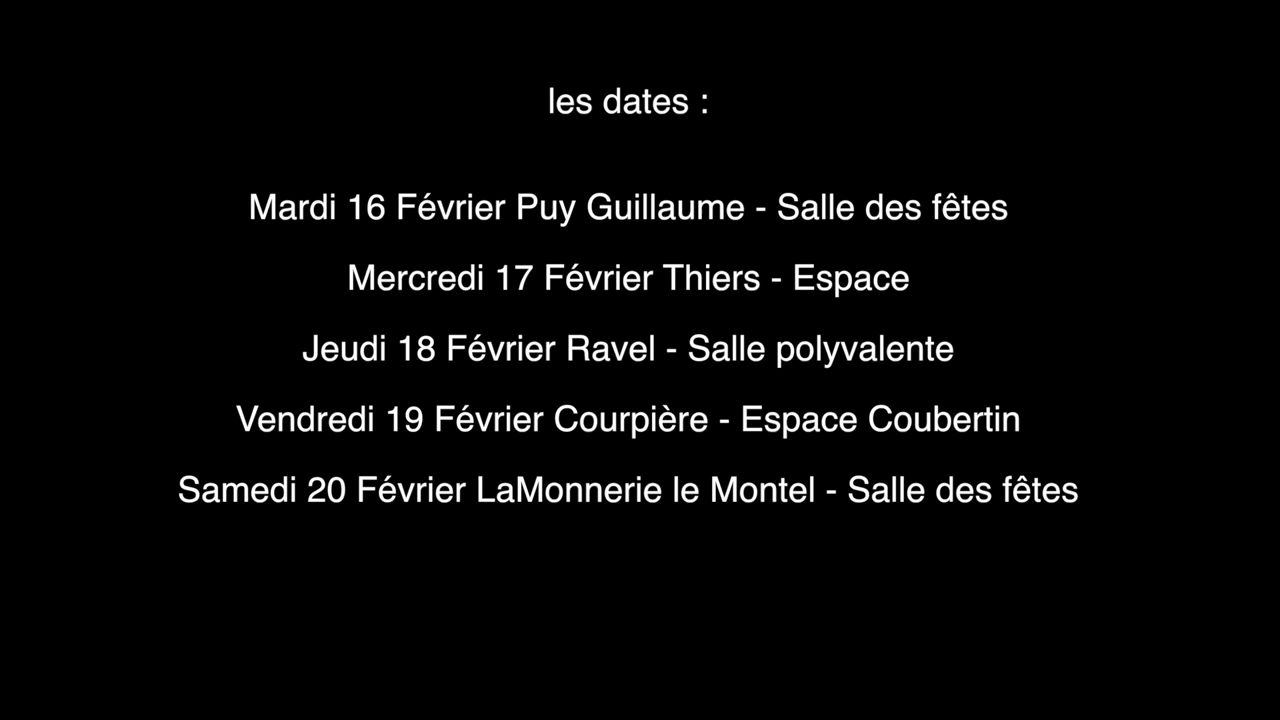 les dates :
Mardi 16 Février Puy Guillaume - Salle des fêtes
Mercredi 17 Février Thiers - Espace
Jeudi 18 Février Ravel - Salle polyvalente
Vendredi 19 Février Courpière - Espace Coubertin
Samedi 20 Février LaMonnerie le Montel - Salle des fêtes